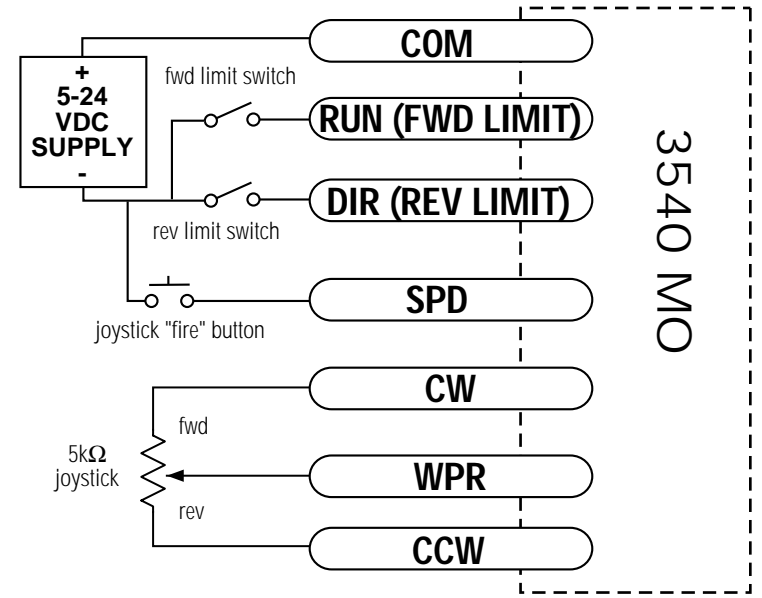 COM
+
5-24
VDC
SUPPLY
-
fwd limit switch
RUN (FWD LIMIT)
DIR (REV LIMIT)
rev limit switch
SPD
joystick "fire" button
CW
fwd
5kΩ
joystick
WPR
rev
CCW
3540 MO